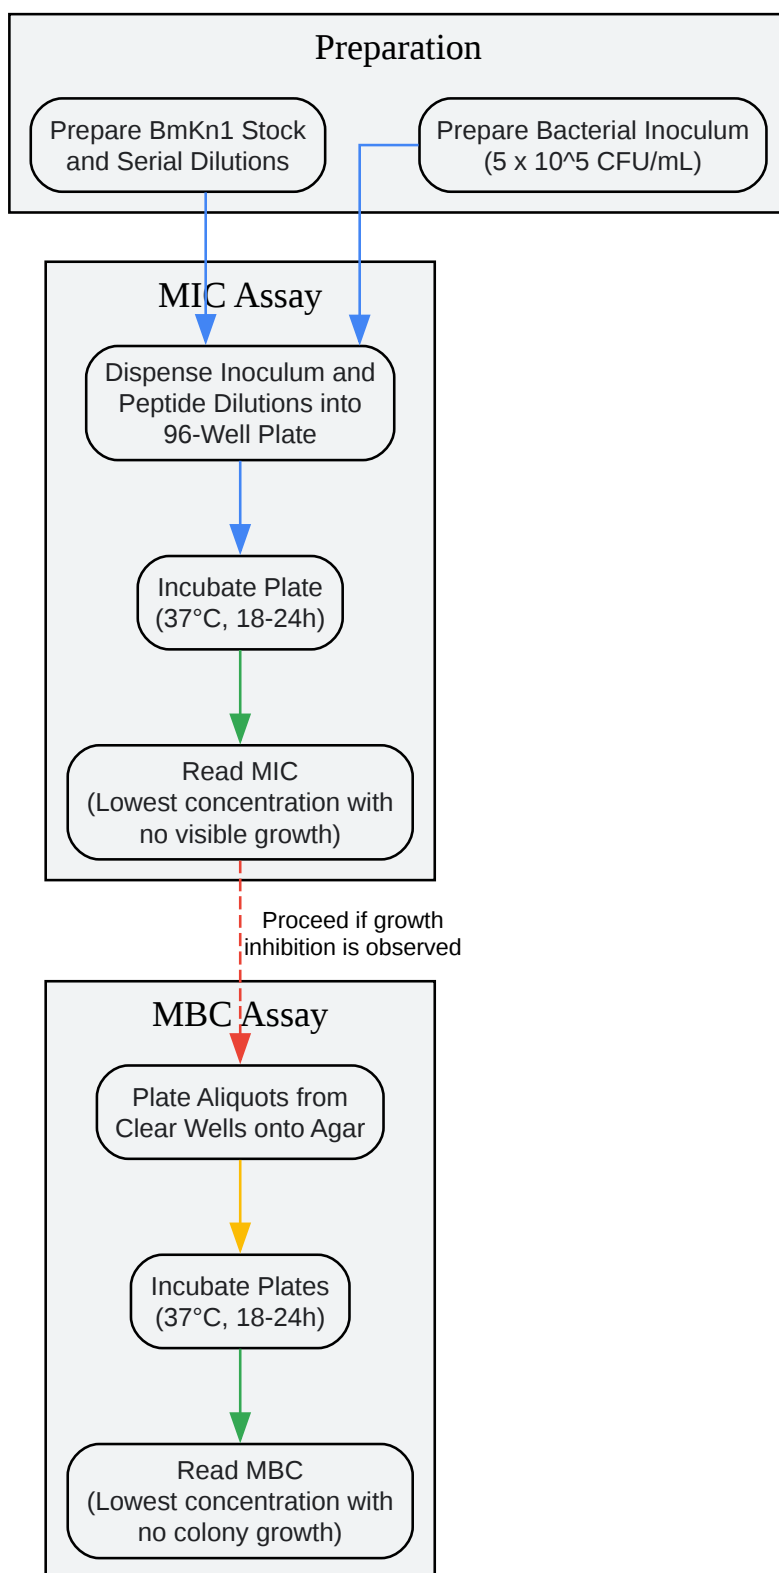 Preparation
Prepare BmKn1 Stock
and Serial Dilutions
Prepare Bacterial Inoculum
(5 x 10^5 CFU/mL)
MIC Assay
Dispense Inoculum and
Peptide Dilutions into
96-Well Plate
Incubate Plate
(37°C, 18-24h)
Read MIC
(Lowest concentration with
no visible growth)
Proceed if growth
inhibition is observed
MBC Assay
Plate Aliquots from
Clear Wells onto Agar
Incubate Plates
(37°C, 18-24h)
Read MBC
(Lowest concentration with
no colony growth)